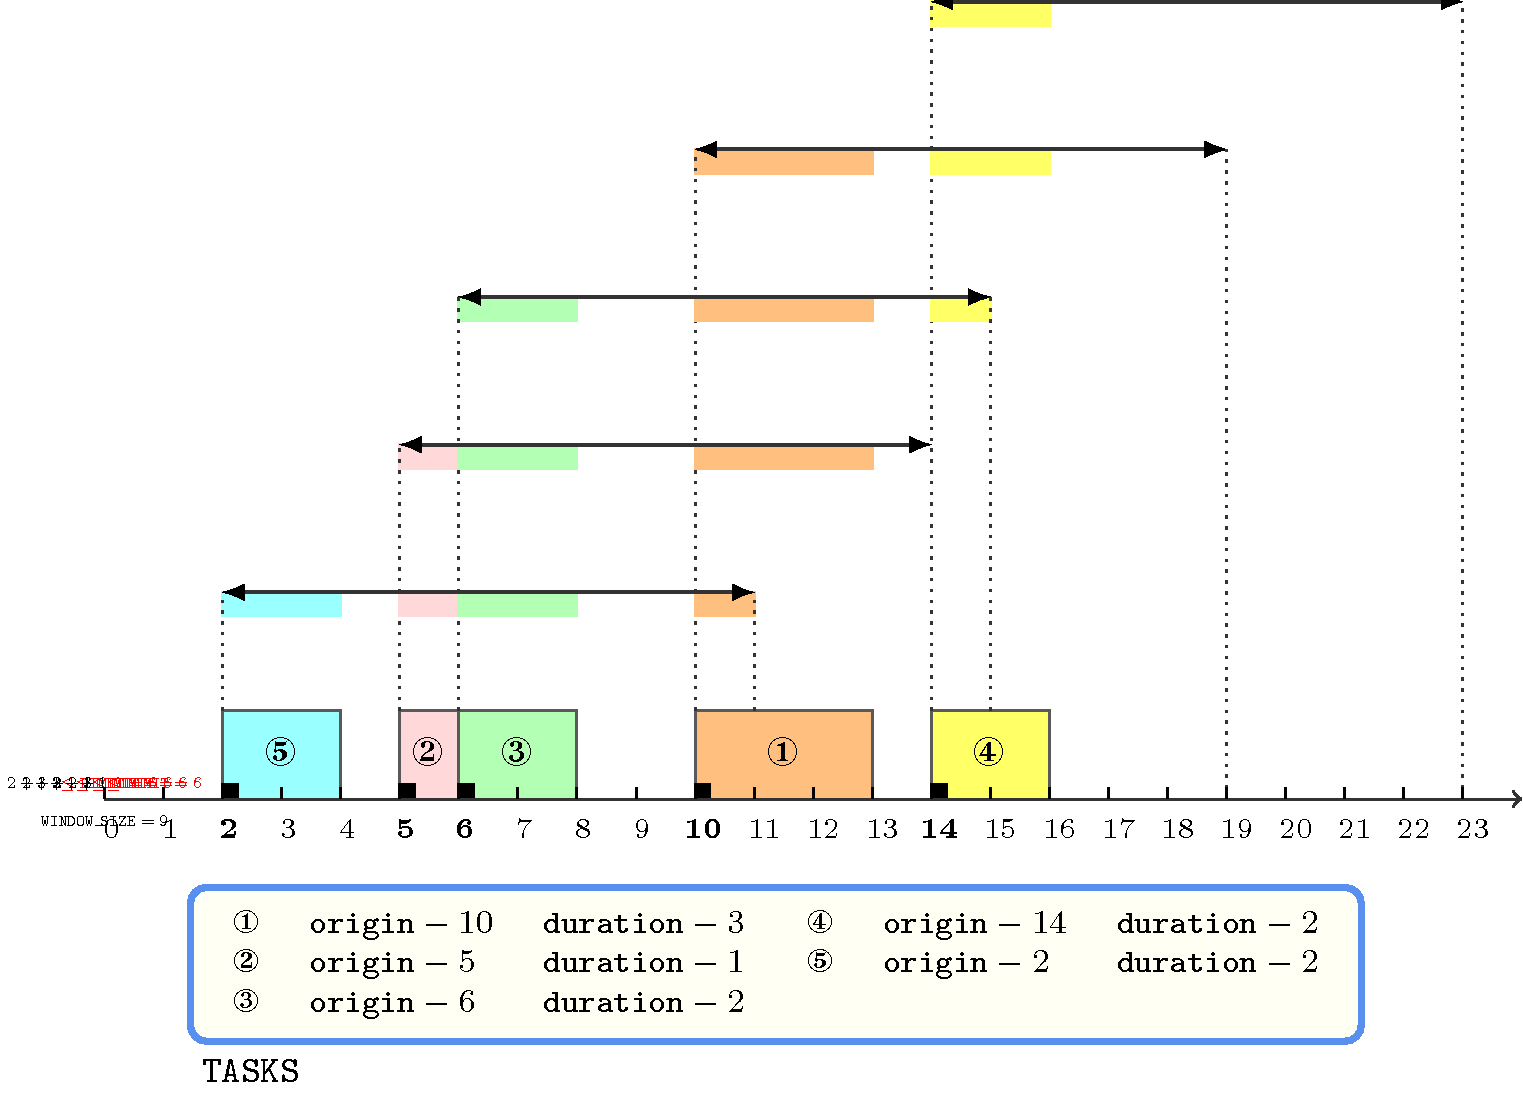 ⑤ ② ③ ① ④
WINDOW_SIZE = 9
0 1 2 3 4 5 6 7 8 9 10 11 12 13 14 15 16 17 18 19 20 21 22 23
① origin − 10 duration − 3 ④ origin − 14 duration − 2
② origin − 5 duration − 1 ⑤ origin − 2 duration − 2
③ origin − 6 duration − 2
TASKS